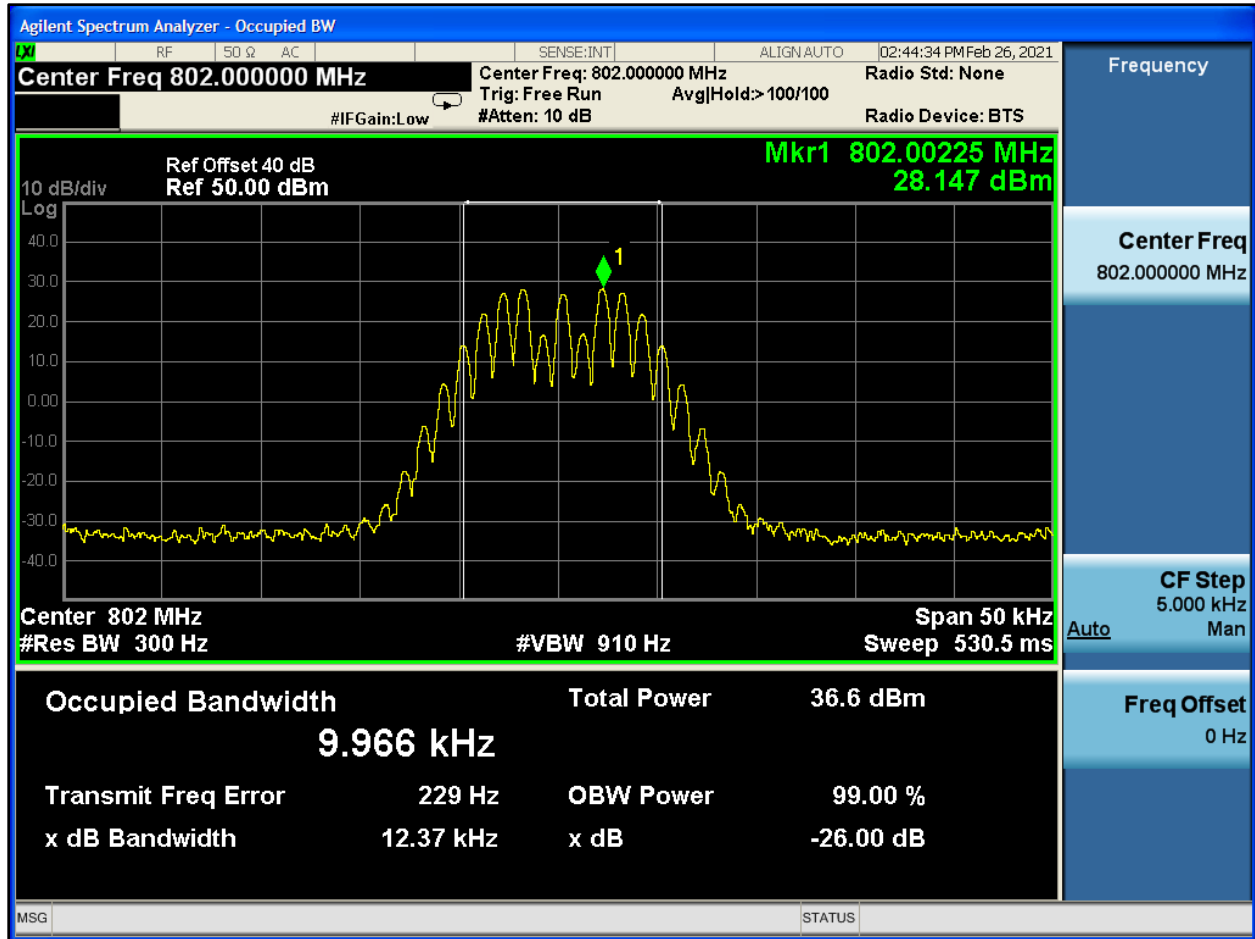 Agilent Spectrum Analyzer - Occupied BW
LXI RF 50 Ω AC SENSE:INT ALIGN AUTO 02:44:34 PM Feb 26, 2021
Center Freq 802.000000 MHz
Center Freq: 802.000000 MHz Radio Std: None
Trig: Free Run Avg|Hold:>100/100
#IFGain:Low #Atten: 10 dB Radio Device: BTS
Mkr1 802.00225 MHz
28.147 dBm
Ref Offset 40 dB
10 dB/div Ref 50.00 dBm
Log
40.0
30.0
20.0
10.0
0.00
-10.0
-20.0
-30.0
-40.0
1
Center 802 MHz Span 50 kHz
#Res BW 300 Hz #VBW 910 Hz Sweep 530.5 ms
Occupied Bandwidth Total Power 36.6 dBm
9.966 kHz
Transmit Freq Error 229 Hz OBW Power 99.00 %
x dB Bandwidth 12.37 kHz x dB -26.00 dB
Frequency
Center Freq
802.000000 MHz
CF Step
5.000 kHz
Auto Man
Freq Offset
0 Hz
MSG STATUS